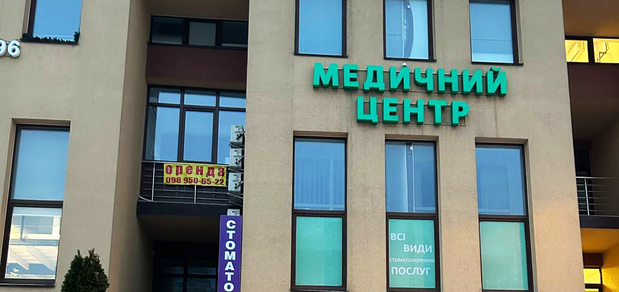 96
МЕДИЧНИЙ
ЦЕНТР
оренда
098 950-65-22
СТОМАТО
ВСІ
ВИДИ
СТОМАТОЛОГІЧНИХ
ПОСЛУГ